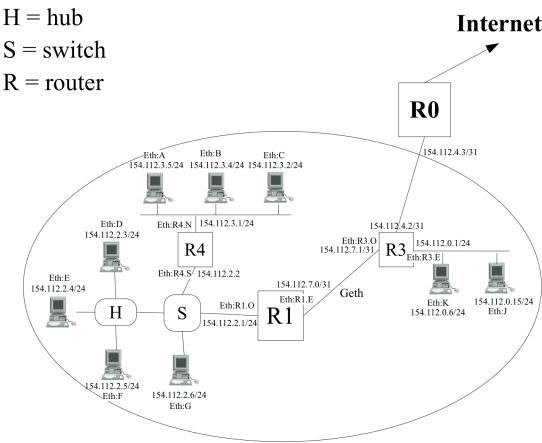 H = hub
S = switch
R = router
Internet
R0
154.112.4.3/31
Eth:A
154.112.3.5/24
Eth:B
154.112.3.4/24
Eth:C
154.112.3.2/24
Eth:R4.N
154.112.3.1/24
R4
Eth:R4.S
154.112.2.2
Eth:D
154.112.2.3/24
Eth:E
154.112.2.4/24
H
S
154.112.2.5/24
Eth:F
154.112.2.6/24
Eth:G
Eth:R1.O
154.112.2.1/24
R1
154.112.7.0/31
Eth:R1.E
Geth
154.112.4.2/31
Eth:R3.O
154.112.7.1/31
R3
154.112.0.1/24
Eth:R3.E
Eth:K
154.112.0.6/24
154.112.0.15/24
Eth:J